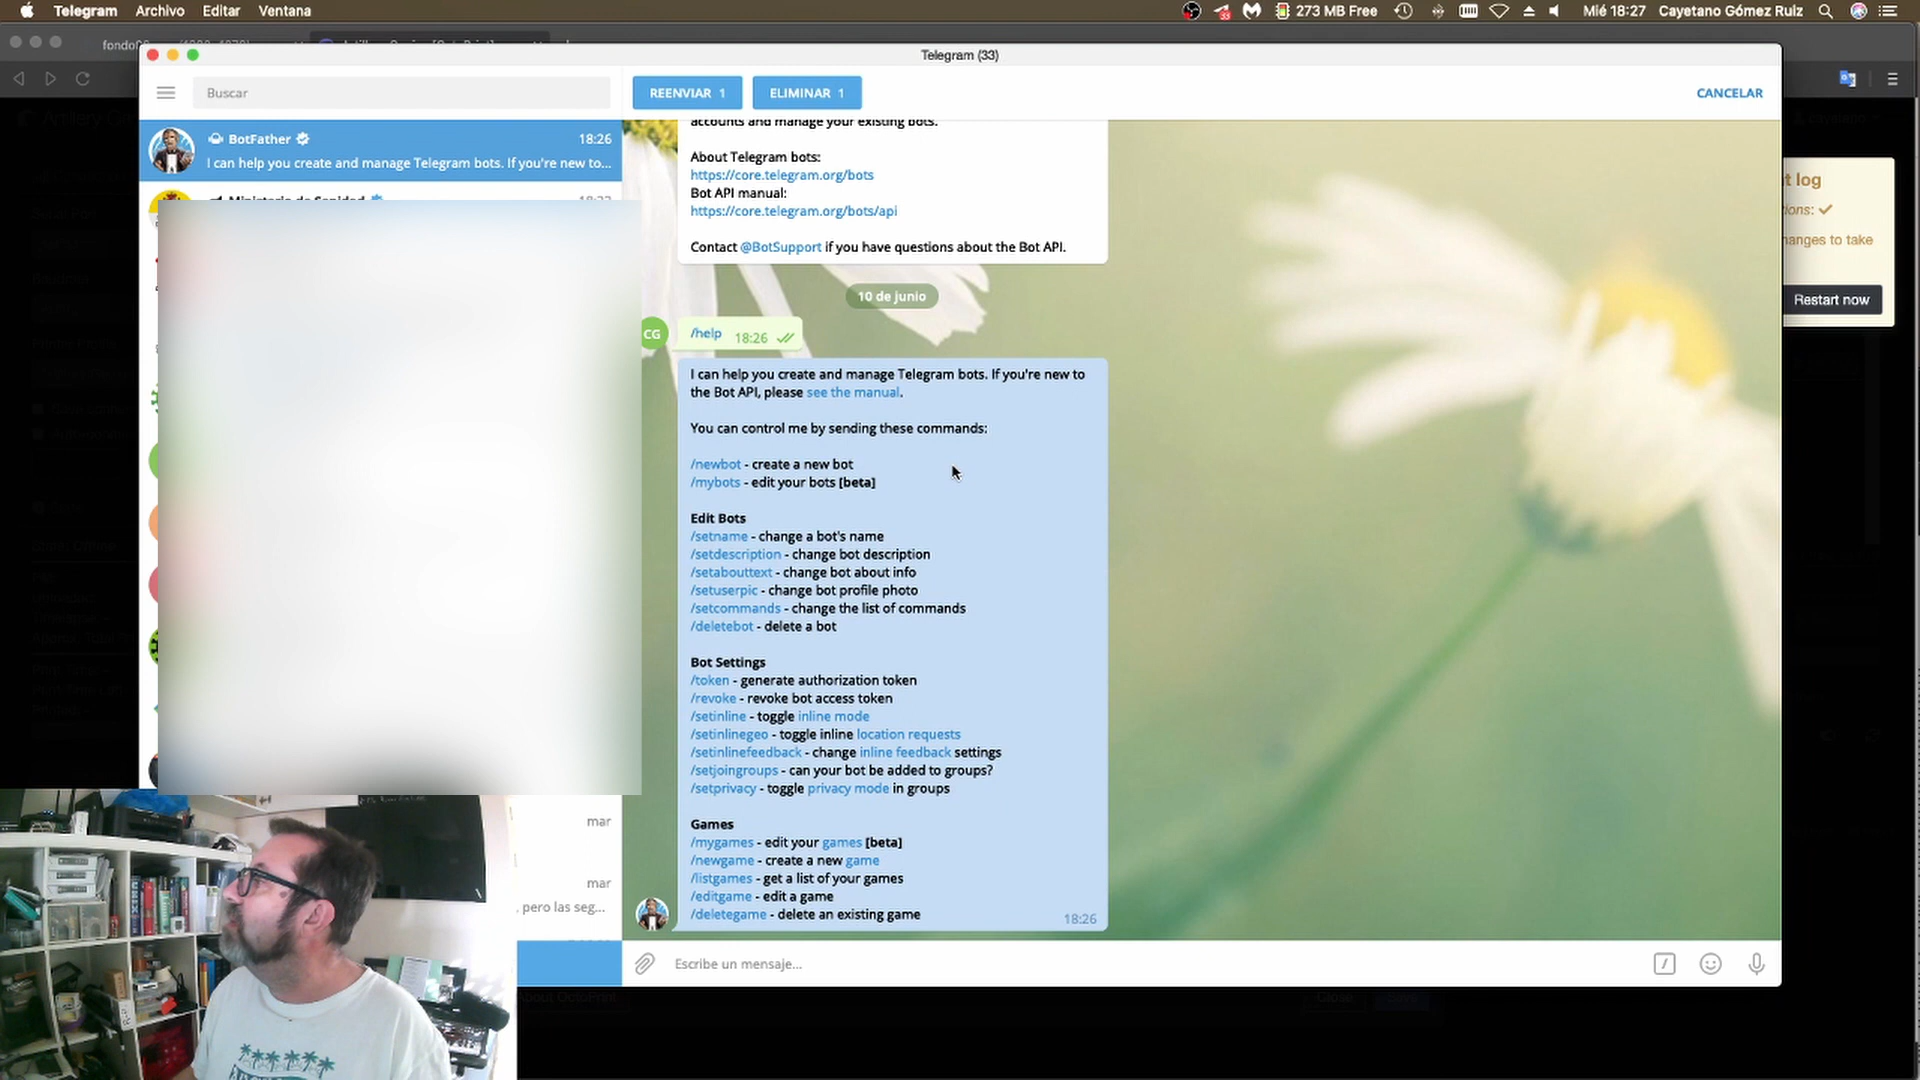 Telegram Archivo Editar Ventana
33
273 MB Free
Mié 18:27 Cayetano Gómez Ruiz
Telegram (33)
Buscar
REENVIAR 1
ELIMINAR 1
CANCELAR
BotFather 18:26
I can help you create and manage Telegram bots. If you're new to...
Ministerio de Sanidad
accounts and manage your existing bots.
About Telegram bots:
https://core.telegram.org/bots
Bot API manual:
https://core.telegram.org/bots/api
Contact @BotSupport if you have questions about the Bot API.
10 de junio
CG
/help 18:26
I can help you create and manage Telegram bots. If you're new to
the Bot API, please see the manual.
You can control me by sending these commands:
/newbot - create a new bot
/mybots - edit your bots [beta]
Edit Bots
/setname - change a bot's name
/setdescription - change bot description
/setabouttext - change bot about info
/setuserpic - change bot profile photo
/setcommands - change the list of commands
/deletebot - delete a bot
Bot Settings
/token - generate authorization token
/revoke - revoke bot access token
/setinline - toggle inline mode
/setinlinegeo - toggle inline location requests
/setinlinefeedback - change inline feedback settings
/setjoingroups - can your bot be added to groups?
/setprivacy - toggle privacy mode in groups
Games
/mygames - edit your games [beta]
/newgame - create a new game
/listgames - get a list of your games
/editgame - edit a game
/deletegame - delete an existing game
18:26
mar
mar
, pero las seg...
Escribe un mensaje...
t log
ions:
anges to take
Restart now
About OctoPrint
Close
Save